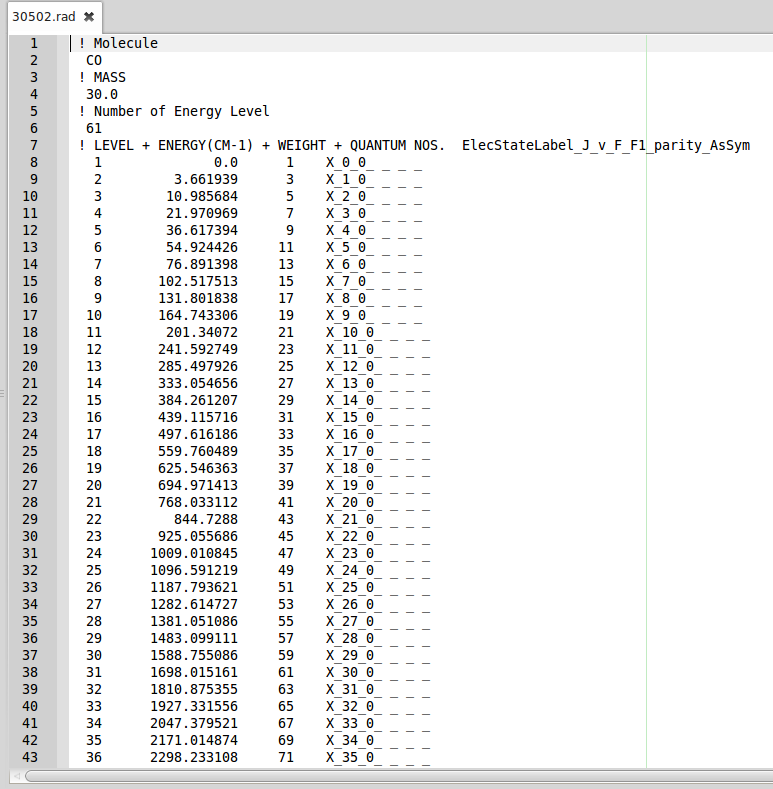 30502.rad ✖
1 ! Molecule
2 CO
3 ! MASS
4 30.0
5 ! Number of Energy Level
6 61
7 ! LEVEL + ENERGY(CM-1) + WEIGHT + QUANTUM NOS.  ElecStateLabel_J_v_F_F1_parity_AsSym
8 1 0.0 1 X_0_0_ _ _ _
9 2 3.661939 3 X_1_0_ _ _ _
10 3 10.985684 5 X_2_0_ _ _ _
11 4 21.970969 7 X_3_0_ _ _ _
12 5 36.617394 9 X_4_0_ _ _ _
13 6 54.924426 11 X_5_0_ _ _ _
14 7 76.891398 13 X_6_0_ _ _ _
15 8 102.517513 15 X_7_0_ _ _ _
16 9 131.801838 17 X_8_0_ _ _ _
17 10 164.743306 19 X_9_0_ _ _ _
18 11 201.34072 21 X_10_0_ _ _ _
19 12 241.592749 23 X_11_0_ _ _ _
20 13 285.497926 25 X_12_0_ _ _ _
21 14 333.054656 27 X_13_0_ _ _ _
22 15 384.261207 29 X_14_0_ _ _ _
23 16 439.115716 31 X_15_0_ _ _ _
24 17 497.616186 33 X_16_0_ _ _ _
25 18 559.760489 35 X_17_0_ _ _ _
26 19 625.546363 37 X_18_0_ _ _ _
27 20 694.971413 39 X_19_0_ _ _ _
28 21 768.033112 41 X_20_0_ _ _ _
29 22 844.7288 43 X_21_0_ _ _ _
30 23 925.055686 45 X_22_0_ _ _ _
31 24 1009.010845 47 X_23_0_ _ _ _
32 25 1096.591219 49 X_24_0_ _ _ _
33 26 1187.793621 51 X_25_0_ _ _ _
34 27 1282.614727 53 X_26_0_ _ _ _
35 28 1381.051086 55 X_27_0_ _ _ _
36 29 1483.099111 57 X_28_0_ _ _ _
37 30 1588.755086 59 X_29_0_ _ _ _
38 31 1698.015161 61 X_30_0_ _ _ _
39 32 1810.875355 63 X_31_0_ _ _ _
40 33 1927.331556 65 X_32_0_ _ _ _
41 34 2047.379521 67 X_33_0_ _ _ _
42 35 2171.014874 69 X_34_0_ _ _ _
43 36 2298.233108 71 X_35_0_ _ _ _